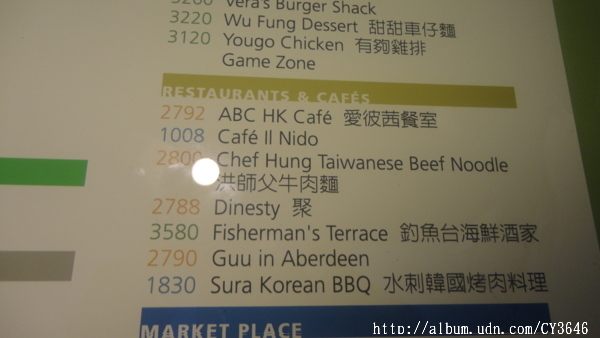 3260 Vera's Burger Shack
3220 Wu Fung Dessert 甜甜車仔麵
3120 Yougo Chicken 有夠雞排
Game Zone
RESTAURANTS & CAFÉS
2792 ABC HK Café 愛彼茜餐室
1008 Café Il Nido
2800 Chef Hung Taiwanese Beef Noodle
洪師父牛肉麵
2788 Dinesty 聚
3580 Fisherman's Terrace 釣魚台海鮮酒家
2790 Guu in Aberdeen
1830 Sura Korean BBQ 水刺韓國烤肉料理
MARKET PLACE
http://album.udn.com/CY3646